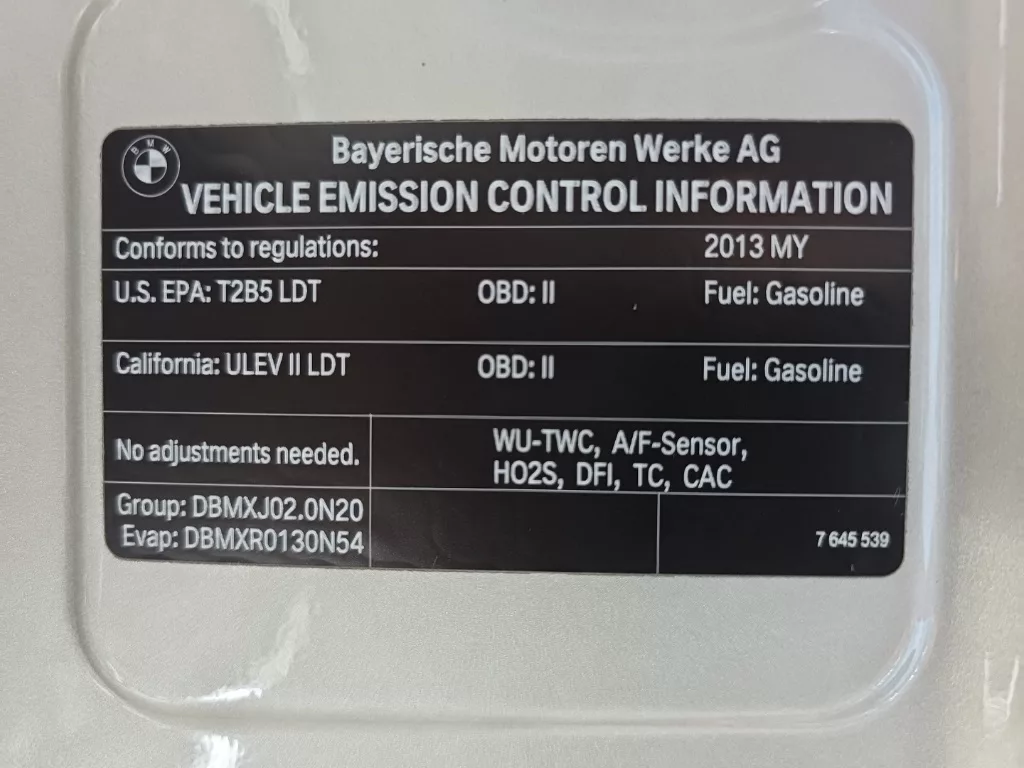 BMW
Bayerische Motoren Werke AG
VEHICLE EMISSION CONTROL INFORMATION
Conforms to regulations: 2013 MY
U.S. EPA: T2B5 LDT OBD: II Fuel: Gasoline
California: ULEV II LDT OBD: II Fuel: Gasoline
No adjustments needed.
WU-TWC, A/F-Sensor,
HO2S, DFI, TC, CAC
Group: DBMXJ02.0N20
Evap: DBMXR0130N54
7 645 539